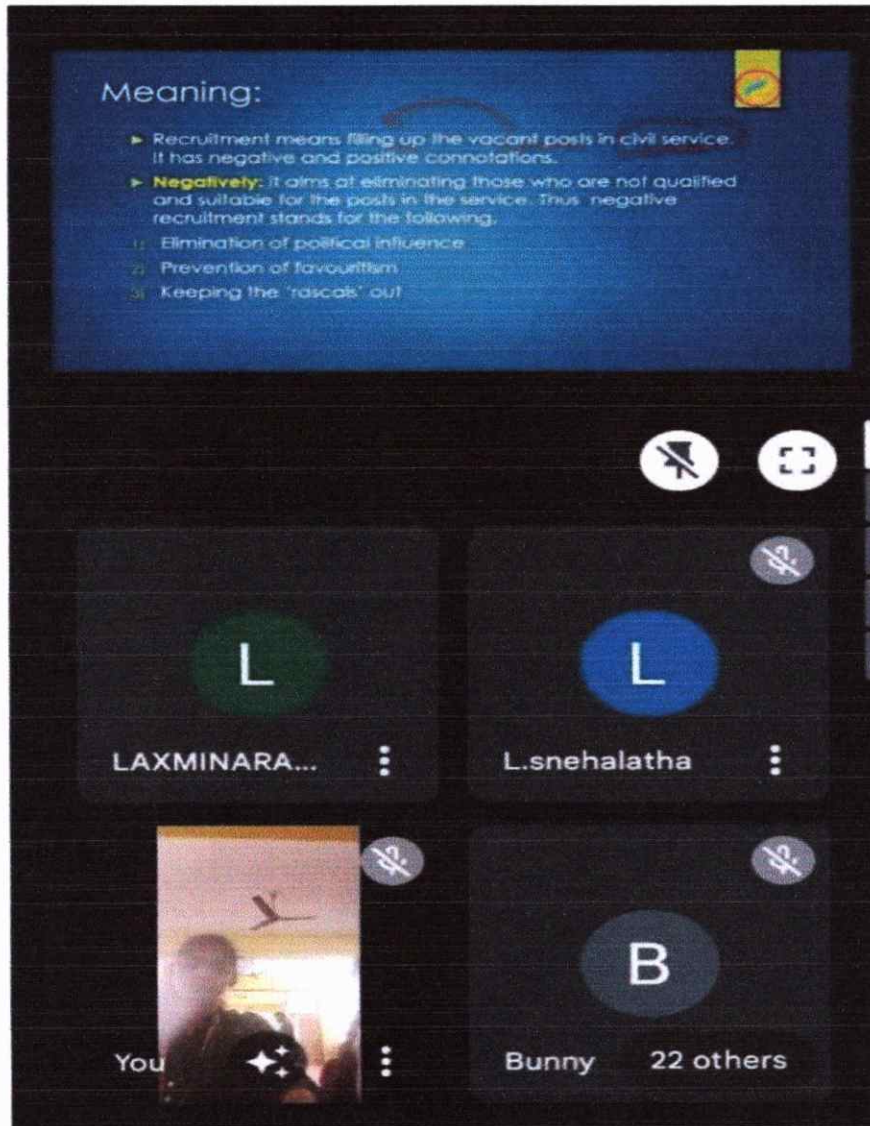 Meaning:
► Recruitment means filling up the vacant posts in civil service.
It has negative and positive connotations.
► Negatively: It aims at eliminating those who are not qualified
and suitable for the posts in the service. Thus negative
recruitment stands for the following.
1) Elimination of political influence
2) Prevention of favouritism
3) Keeping the 'rascals' out
L
LAXMINARA...
L
L.snehalatha
You
B
Bunny 22 others